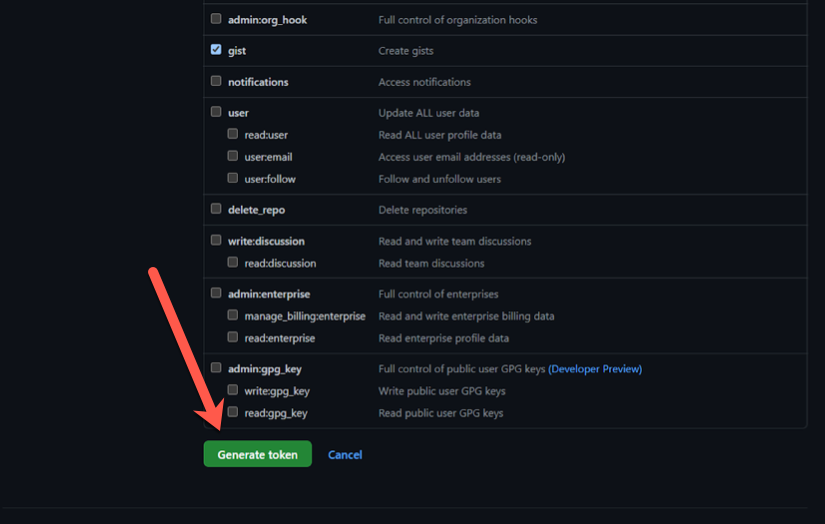 admin:org_hook Full control of organization hooks
gist Create gists
notifications Access notifications
user Update ALL user data
read:user Read ALL user profile data
user:email Access user email addresses (read-only)
user:follow Follow and unfollow users
delete_repo Delete repositories
write:discussion Read and write team discussions
read:discussion Read team discussions
admin:enterprise Full control of enterprises
manage_billing:enterprise Read and write enterprise billing data
read:enterprise Read enterprise profile data
admin:gpg_key Full control of public user GPG keys (Developer Preview)
write:gpg_key Write public user GPG keys
read:gpg_key Read public user GPG keys
Generate token Cancel